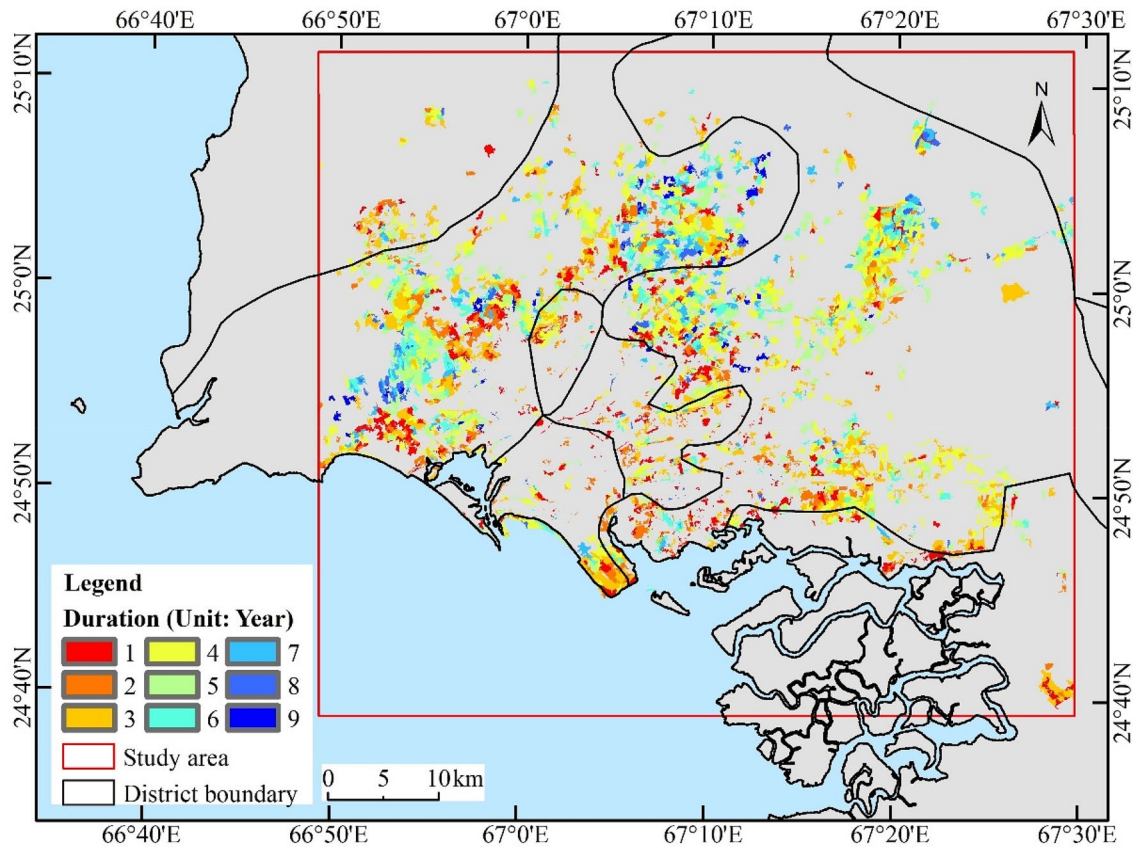 66°40'E 66°50'E 67°0'E 67°10'E 67°20'E 67°30'E
25°10'N 25°10'N
N
25°0'N 25°0'N
24°50'N 24°50'N
Legend
Duration (Unit: Year)
1 4 7
2 5 8
3 6 9
Study area
District boundary
24°40'N 24°40'N
0 5 10 km
66°40'E 66°50'E 67°0'E 67°10'E 67°20'E 67°30'E